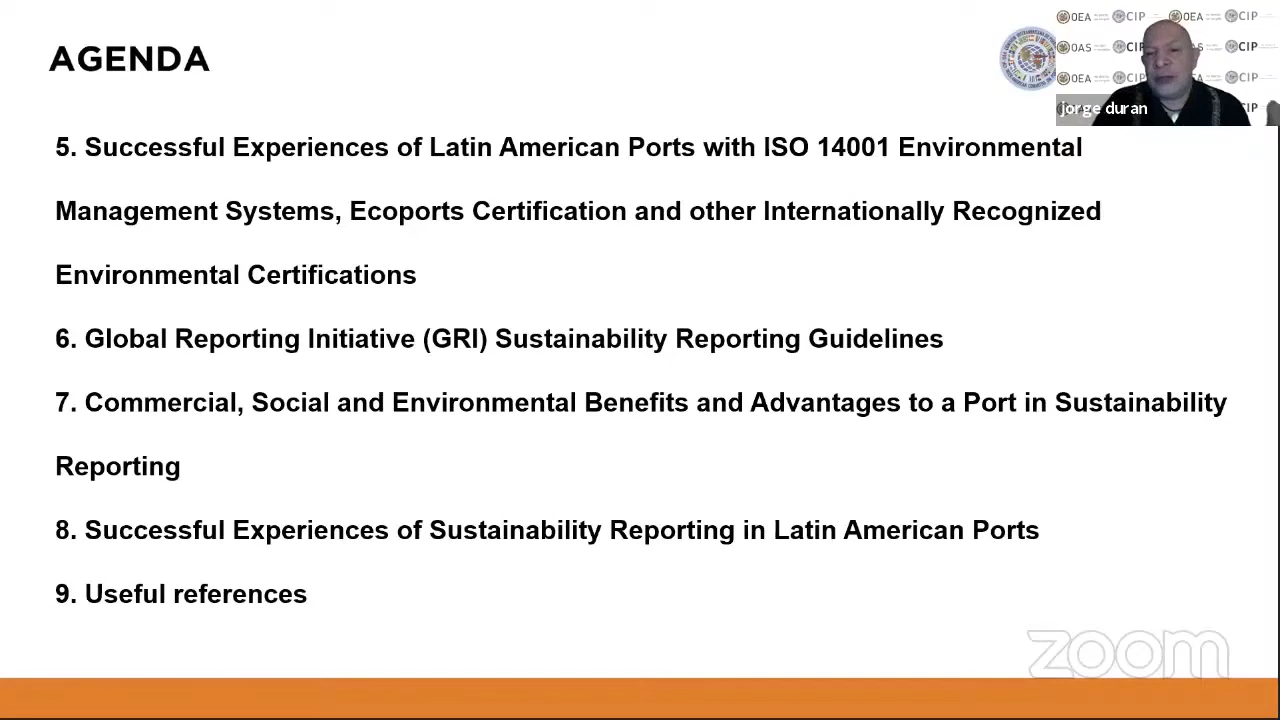 AGENDA
OEA CIP OEA CIP
OAS CIP AS CIP
OEA CIP EA CIP
CIP
jorge duran
5. Successful Experiences of Latin American Ports with ISO 14001 Environmental
Management Systems, Ecoports Certification and other Internationally Recognized
Environmental Certifications
6. Global Reporting Initiative (GRI) Sustainability Reporting Guidelines
7. Commercial, Social and Environmental Benefits and Advantages to a Port in Sustainability
Reporting
8. Successful Experiences of Sustainability Reporting in Latin American Ports
9. Useful references
zoom